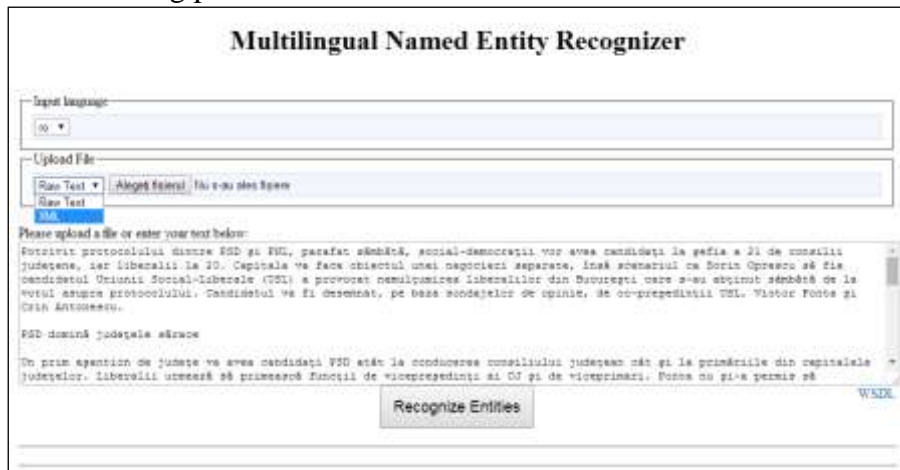 Multilingual Named Entity Recognizer
Input language
ro
Upload File
Raw Text Alegeți fișierul Nu s-au ales fișiere
Raw Text
XML
Please upload a file or enter your text below:
Potrivit protocolului dintre PSD și PNL, parafat sâmbătă, social-democrații vor avea candidați la șefia a 21 de consilii
județene, iar liberalii la 20. Capitala va face obiectul unei negocieri separate, însă scenariul ca Sorin Oprescu să fie
candidatul Uniunii Social-Liberale (USL) a provocat nemulțumirea liberalilor din București care s-au abținut sâmbătă de la
votul asupra protocolului. Candidatul va fi desemnat, pe baza sondajelor de opinie, de co-președinții USL, Victor Ponta și
Crin Antonescu.
PSD domină județele sărace
Un prim eșantion de județe va avea candidați PSD atât la conducerea consiliului județean cât și la primăriile din capitalele
județelor. Liberalii urmează să primească funcții de vicepreședinți ai CJ și de viceprimari. Ponta nu și-a permis să
WSDL
Recognize Entities